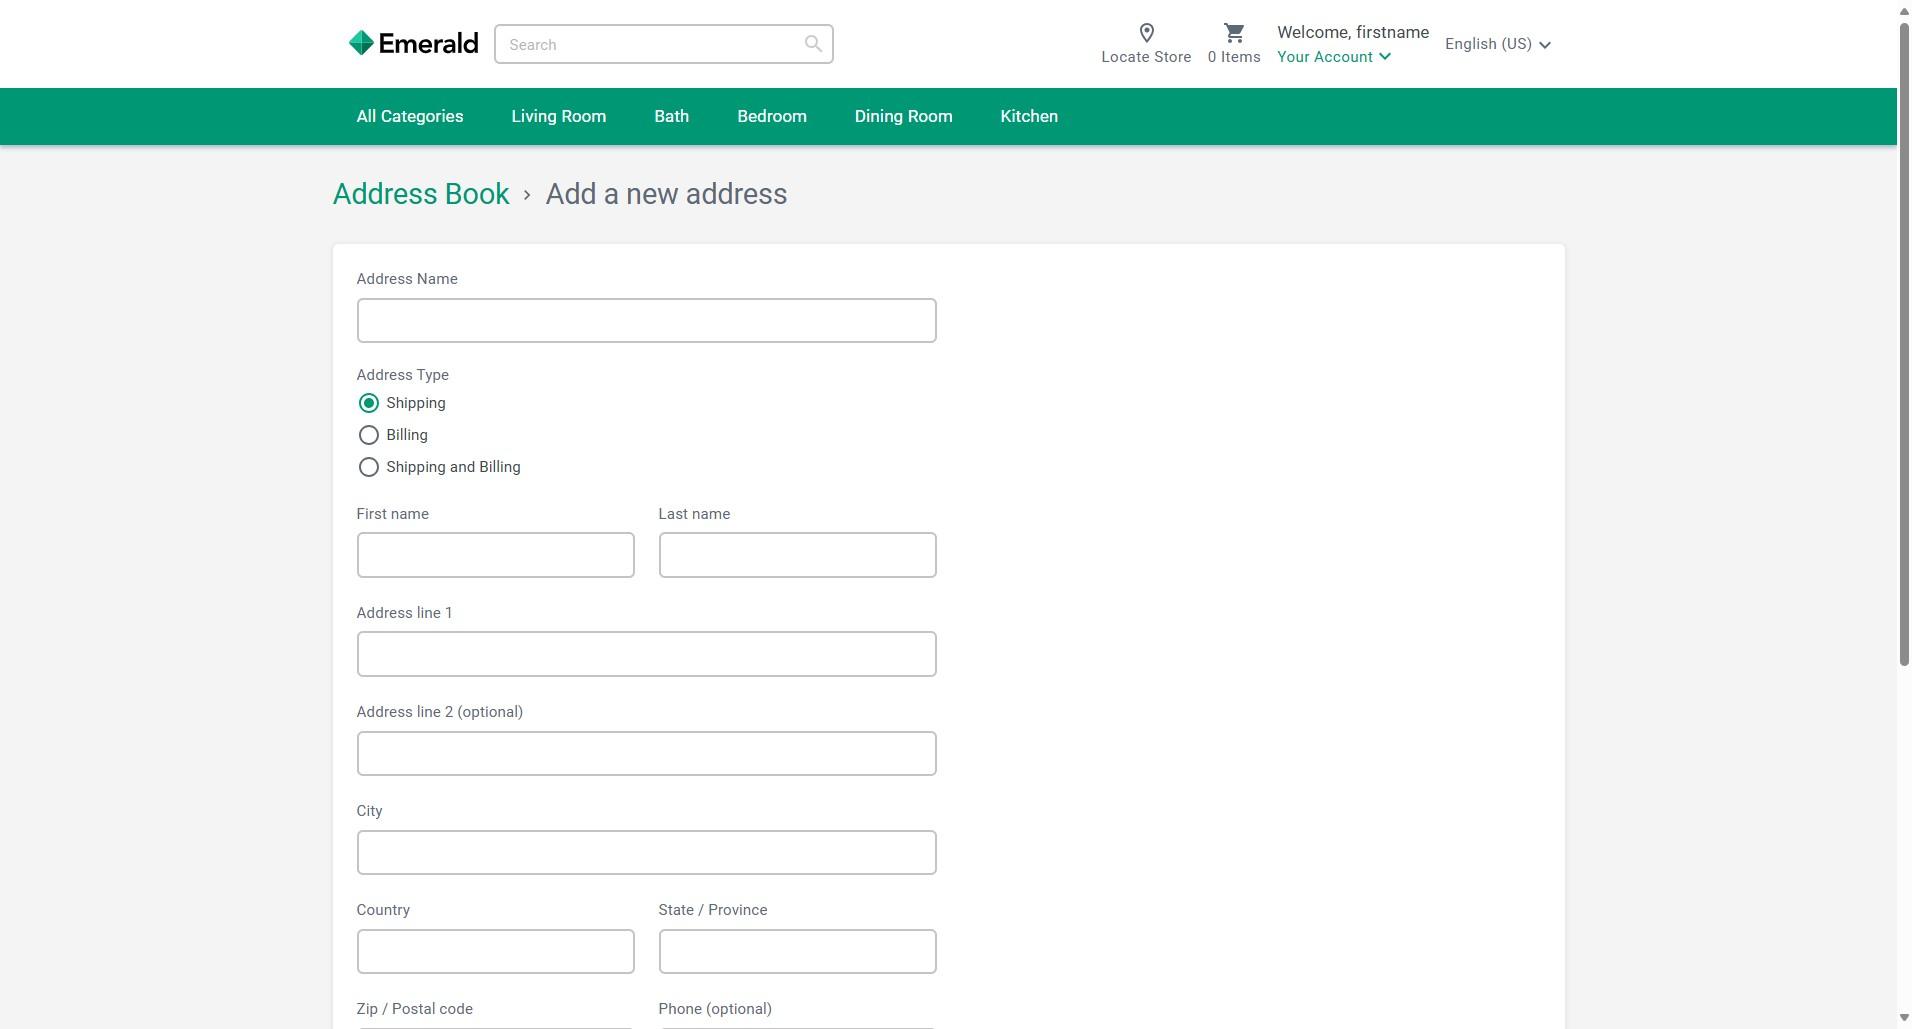 Emerald
Search
Locate Store
0 Items
Welcome, firstname
Your Account
English (US)
All Categories
Living Room
Bath
Bedroom
Dining Room
Kitchen
Address Book › Add a new address
Address Name
Address Type
Shipping
Billing
Shipping and Billing
First name
Last name
Address line 1
Address line 2 (optional)
City
Country
State / Province
Zip / Postal code
Phone (optional)